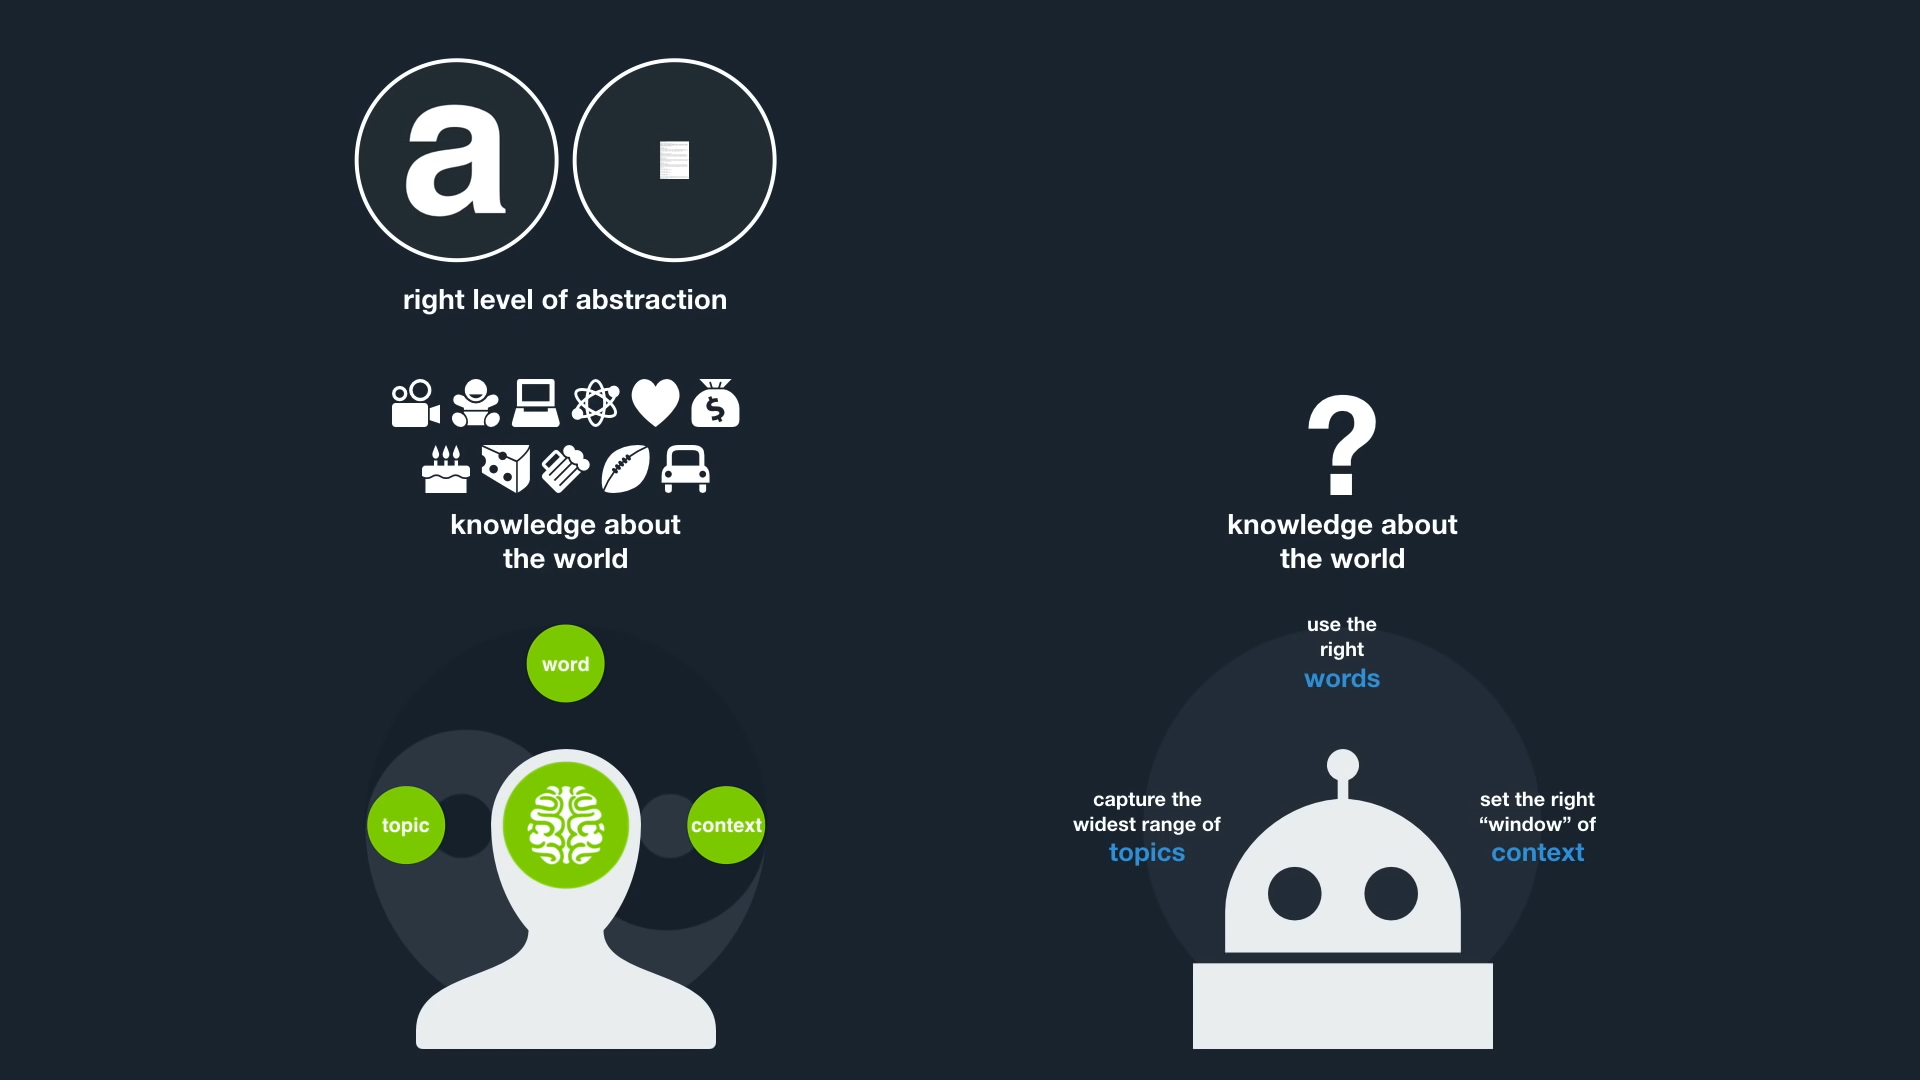 a
right level of abstraction
$
knowledge about
the world
word
topic
context
?
knowledge about
the world
use the
right
words
capture the
widest range of
topics
set the right
“window” of
context